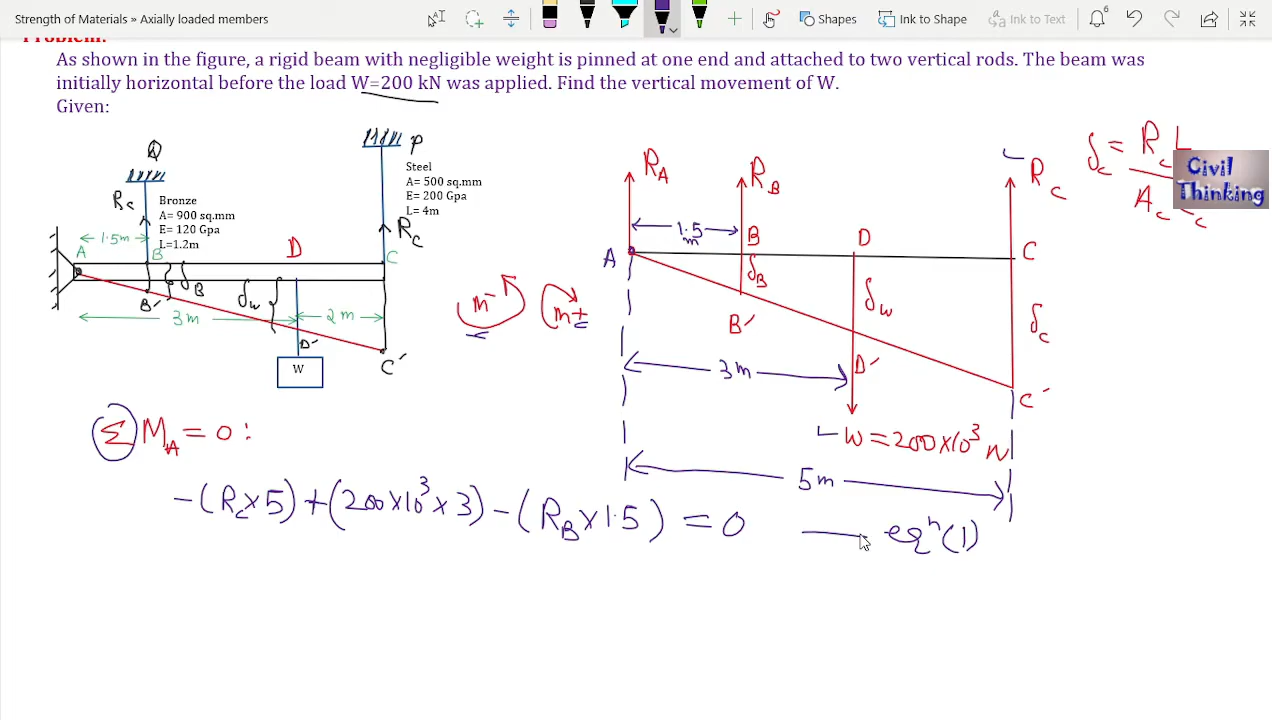 Strength of Materials » Axially loaded members
Shapes
Ink to Shape
Ink to Text
6
Problem:
As shown in the figure, a rigid beam with negligible weight is pinned at one end and attached to two vertical rods. The beam was
initially horizontal before the load W=200 kN was applied. Find the vertical movement of W.
Given:
Q
P
Rc
Bronze
A= 900 sq.mm
E= 120 Gpa
L=1.2m
Steel
A= 500 sq.mm
E= 200 Gpa
L= 4m
Rc
1.5m
A
B
D
C
δB
δw
B′
3m
2m
D′
C′
W
m-
m+
RA
RB
Rc
δc = Rc L
Ac
c
Civil
Thinking
1.5
m
A
B
D
C
δB
δw
δc
B′
D′
C′
3m
W = 200×10³ N
5m
Σ MA = 0 :
-(Rc×5) + (200×10³×3) - (RB×1.5) = 0 — eqⁿ(1)